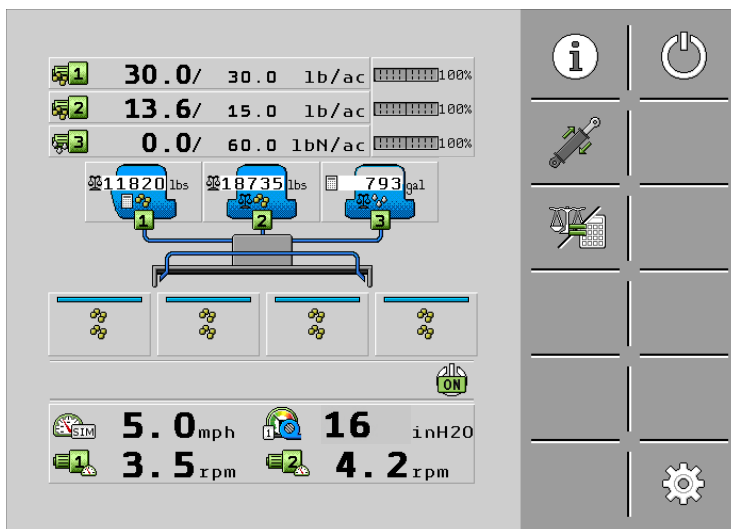 1 30.0/ 30.0 lb/ac 100%
2 13.6/ 15.0 lb/ac 100%
3 0.0/ 60.0 lbN/ac 100%
11820 lbs 18735 lbs 793 gal
1 2 3
ON
SIM 5.0 mph 1 16 inH2O
1 3.5 rpm 2 4.2 rpm
i